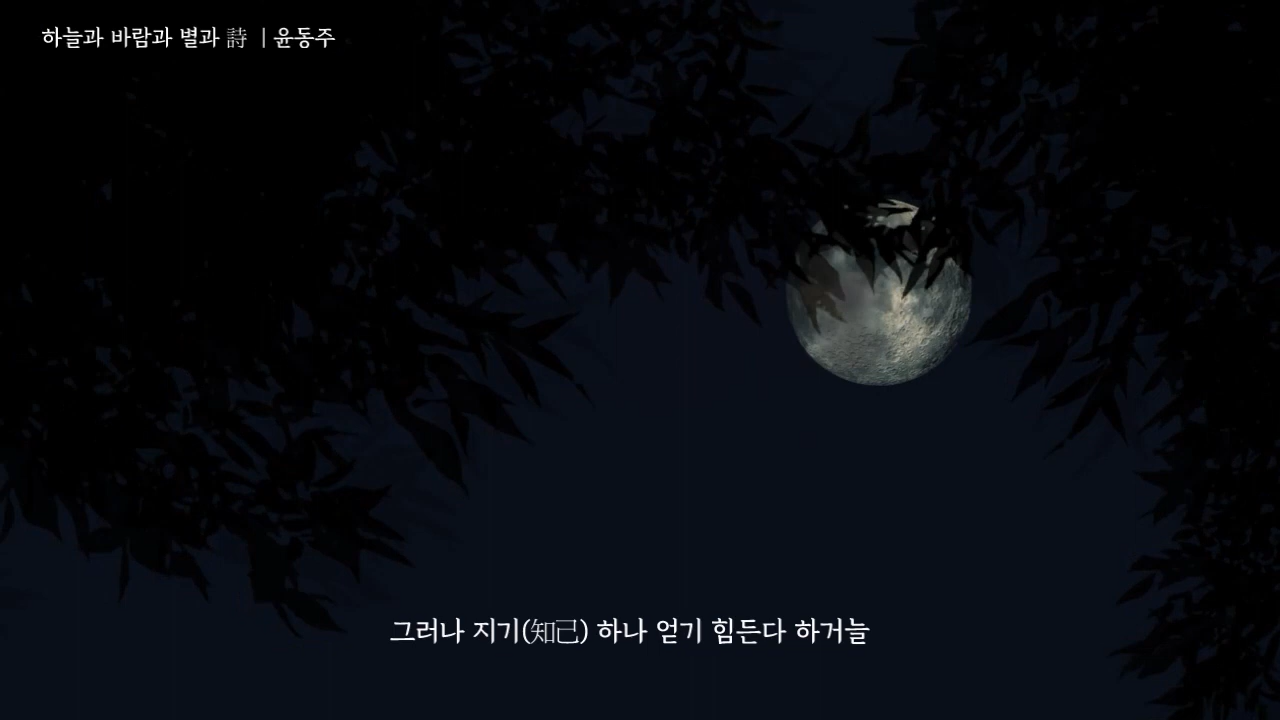 하늘과 바람과 별과 詩 | 윤동주
그러나 지기(知己) 하나 얻기 힘든다 하거늘